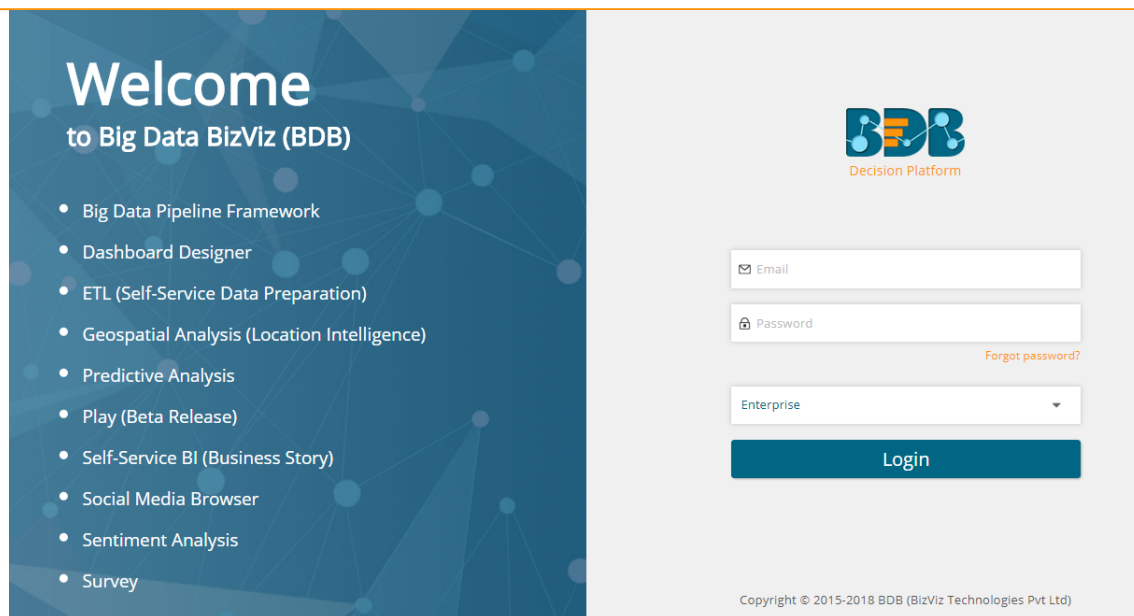 Welcome
to Big Data BizViz (BDB)
Big Data Pipeline Framework
Dashboard Designer
ETL (Self-Service Data Preparation)
Geospatial Analysis (Location Intelligence)
Predictive Analysis
Play (Beta Release)
Self-Service BI (Business Story)
Social Media Browser
Sentiment Analysis
Survey
BDB
Decision Platform
Email
Password
Forgot password?
Enterprise
Login
Copyright © 2015-2018 BDB (BizViz Technologies Pvt Ltd)